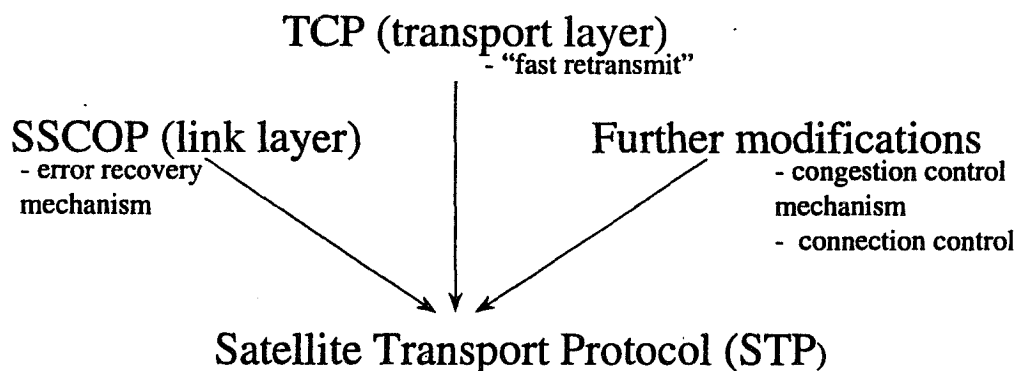 TCP (transport layer)
- “fast retransmit”
SSCOP (link layer)
- error recovery
mechanism
Further modifications
- congestion control
mechanism
- connection control
Satellite Transport Protocol (STP)